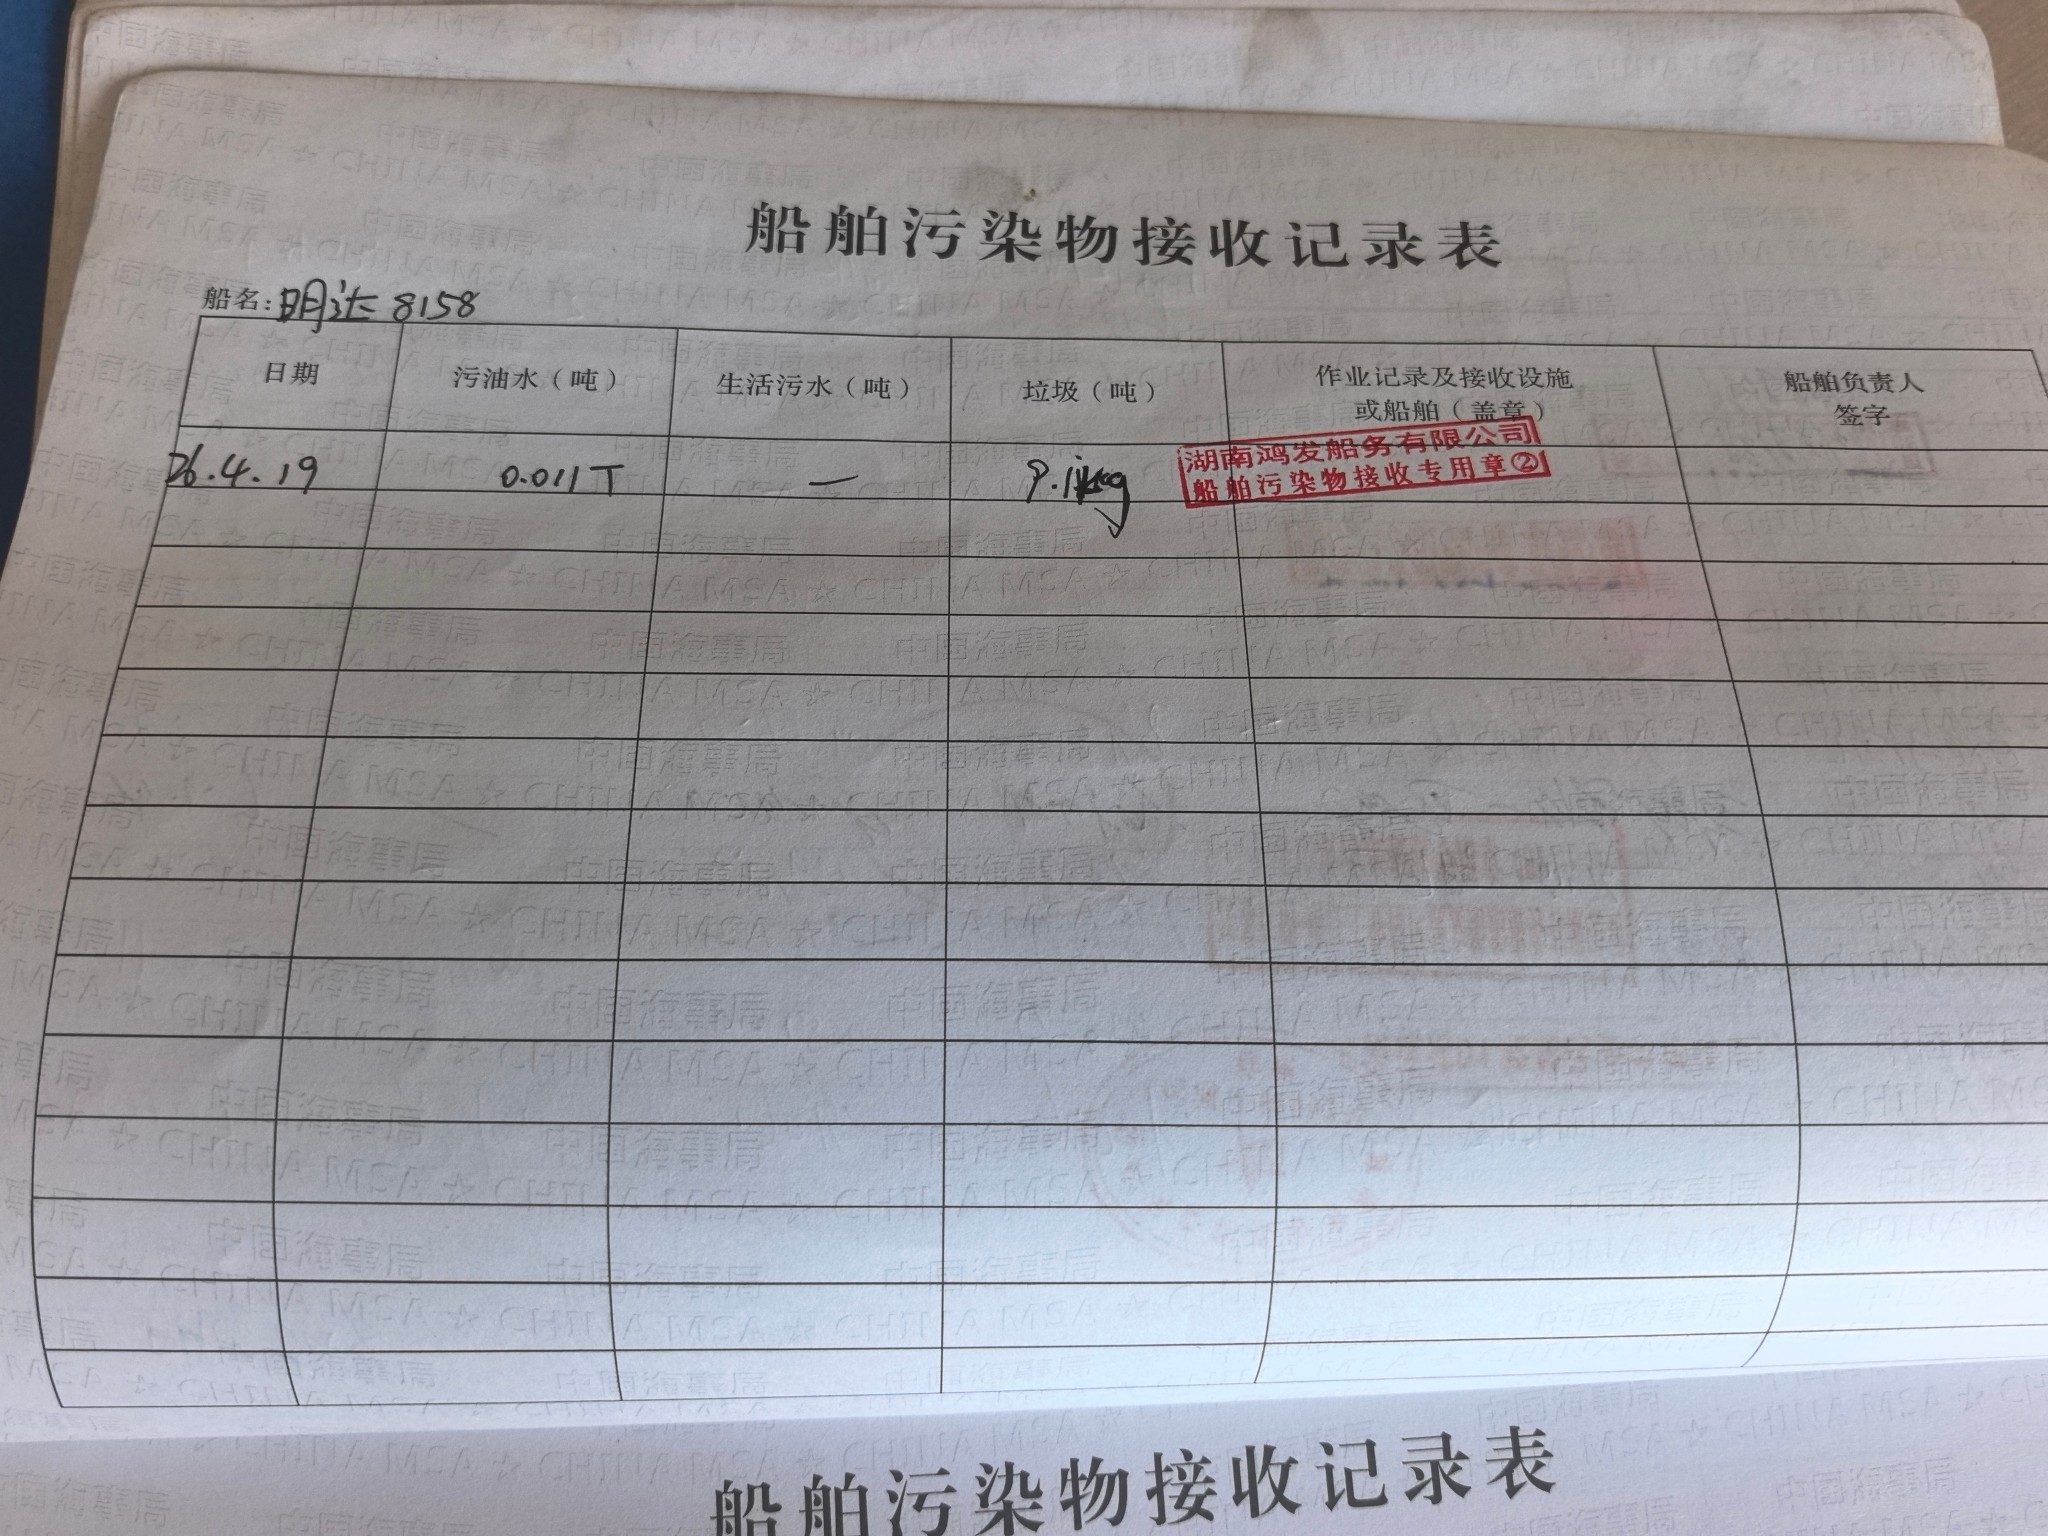 船舶污染物接收记录表
船名：明达 8158
日期 污油水（吨） 生活污水（吨） 垃圾（吨） 作业记录及接收设施或船舶（盖章） 船舶负责人签字
26.4.19 0.011T —
湖南鸿发船务有限公司
船舶污染物接收专用章②
船舶污染物接收记录表